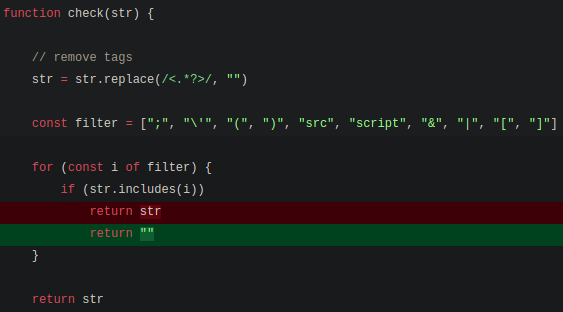 function check(str) {
// remove tags
str = str.replace(/<.*?>/, "")
const filter = [";", "\'", "(", ")", "src", "script", "&", "|", "[", "]"]
for (const i of filter) {
if (str.includes(i))
return str
return ""
}
return str